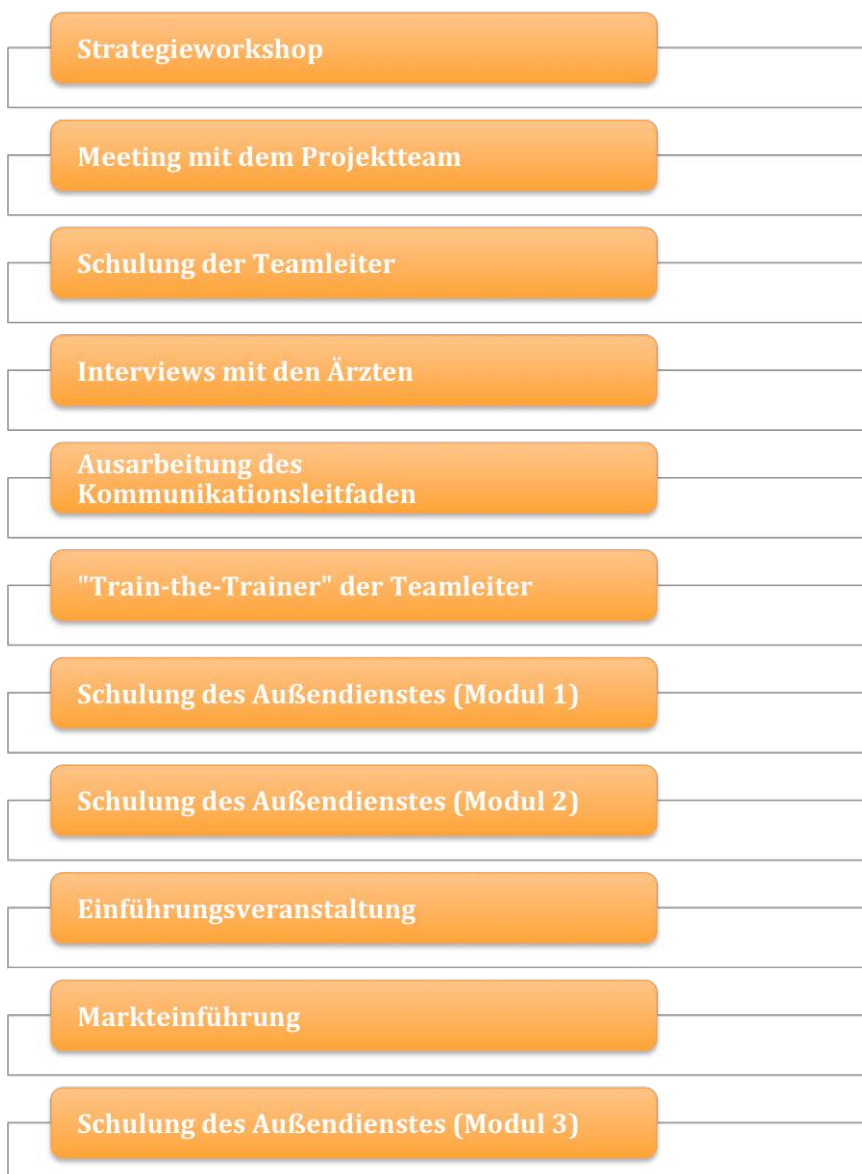 Strategieworkshop
Meeting mit dem Projektteam
Schulung der Teamleiter
Interviews mit den Ärzten
Ausarbeitung des
Kommunikationsleitfaden
"Train-the-Trainer" der Teamleiter
Schulung des Außendienstes (Modul 1)
Schulung des Außendienstes (Modul 2)
Einführungsveranstaltung
Markteinführung
Schulung des Außendienstes (Modul 3)